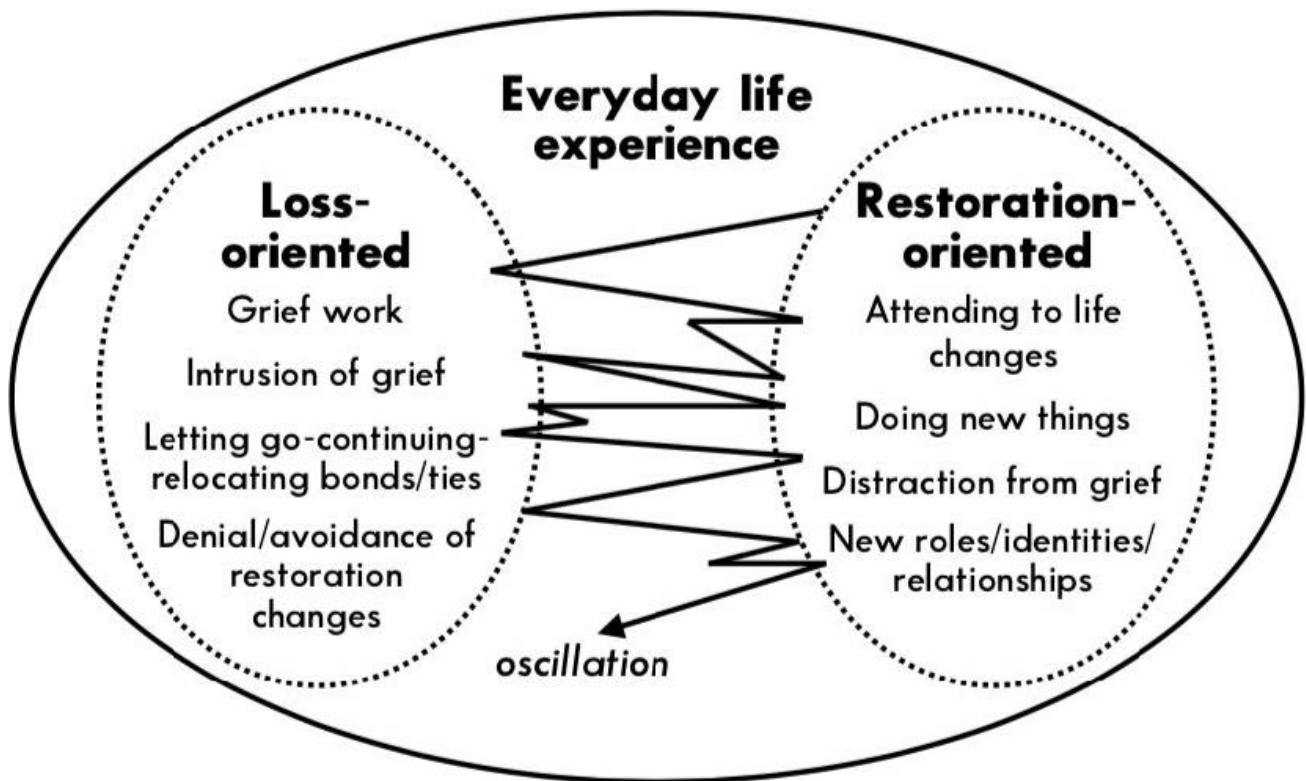 Everyday life
experience
Loss-
oriented
Grief work
Intrusion of grief
Letting go-continuing-
relocating bonds/ties
Denial/avoidance of
restoration
changes
Restoration-
oriented
Attending to life
changes
Doing new things
Distraction from grief
New roles/identities/
relationships
oscillation